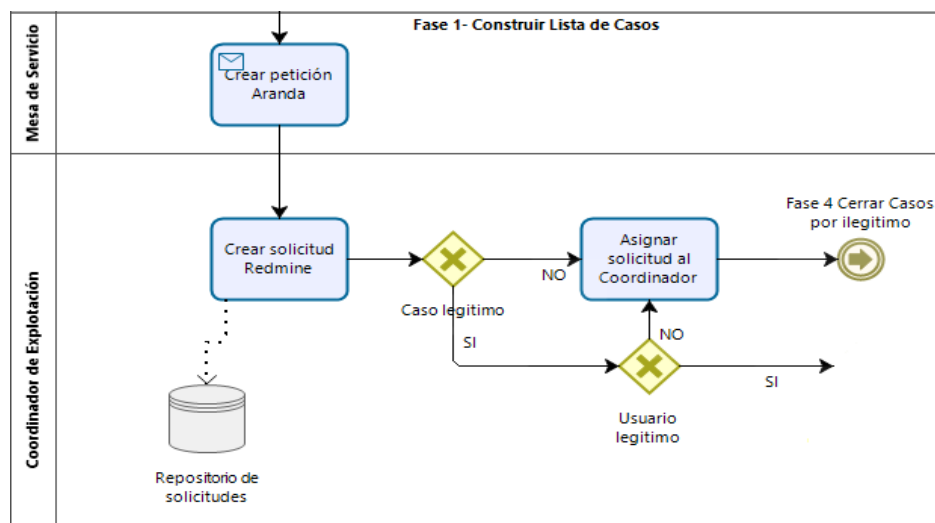 Fase 1- Construir Lista de Casos
Mesa de Servicio
Crear petición
Aranda
Coordinador de Explotación
Crear solicitud
Redmine
Caso legitimo
NO
Asignar
solicitud al
Coordinador
Fase 4 Cerrar Casos
por ilegitimo
SI
NO
Usuario
legitimo
SI
Repositorio de
solicitudes